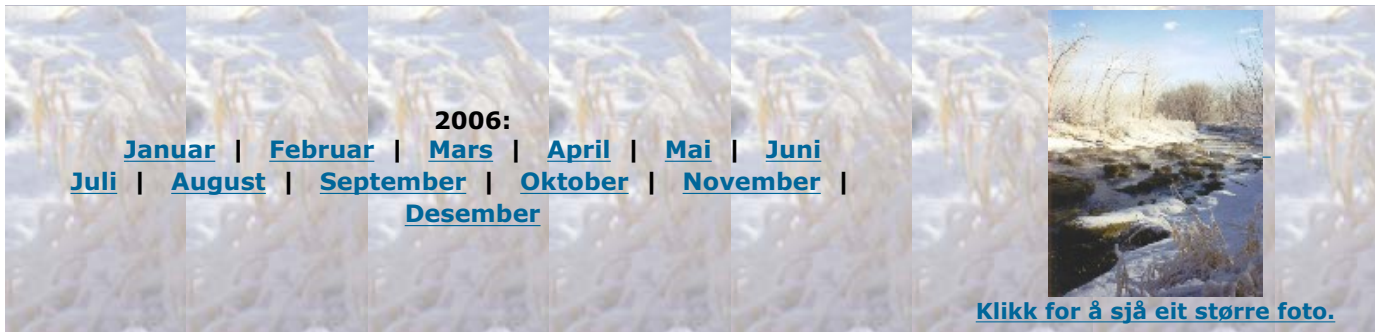 2006:
Januar | Februar | Mars | April | Mai | Juni
Juli | August | September | Oktober | November |
Desember
Klikk for å sjå eit større foto.